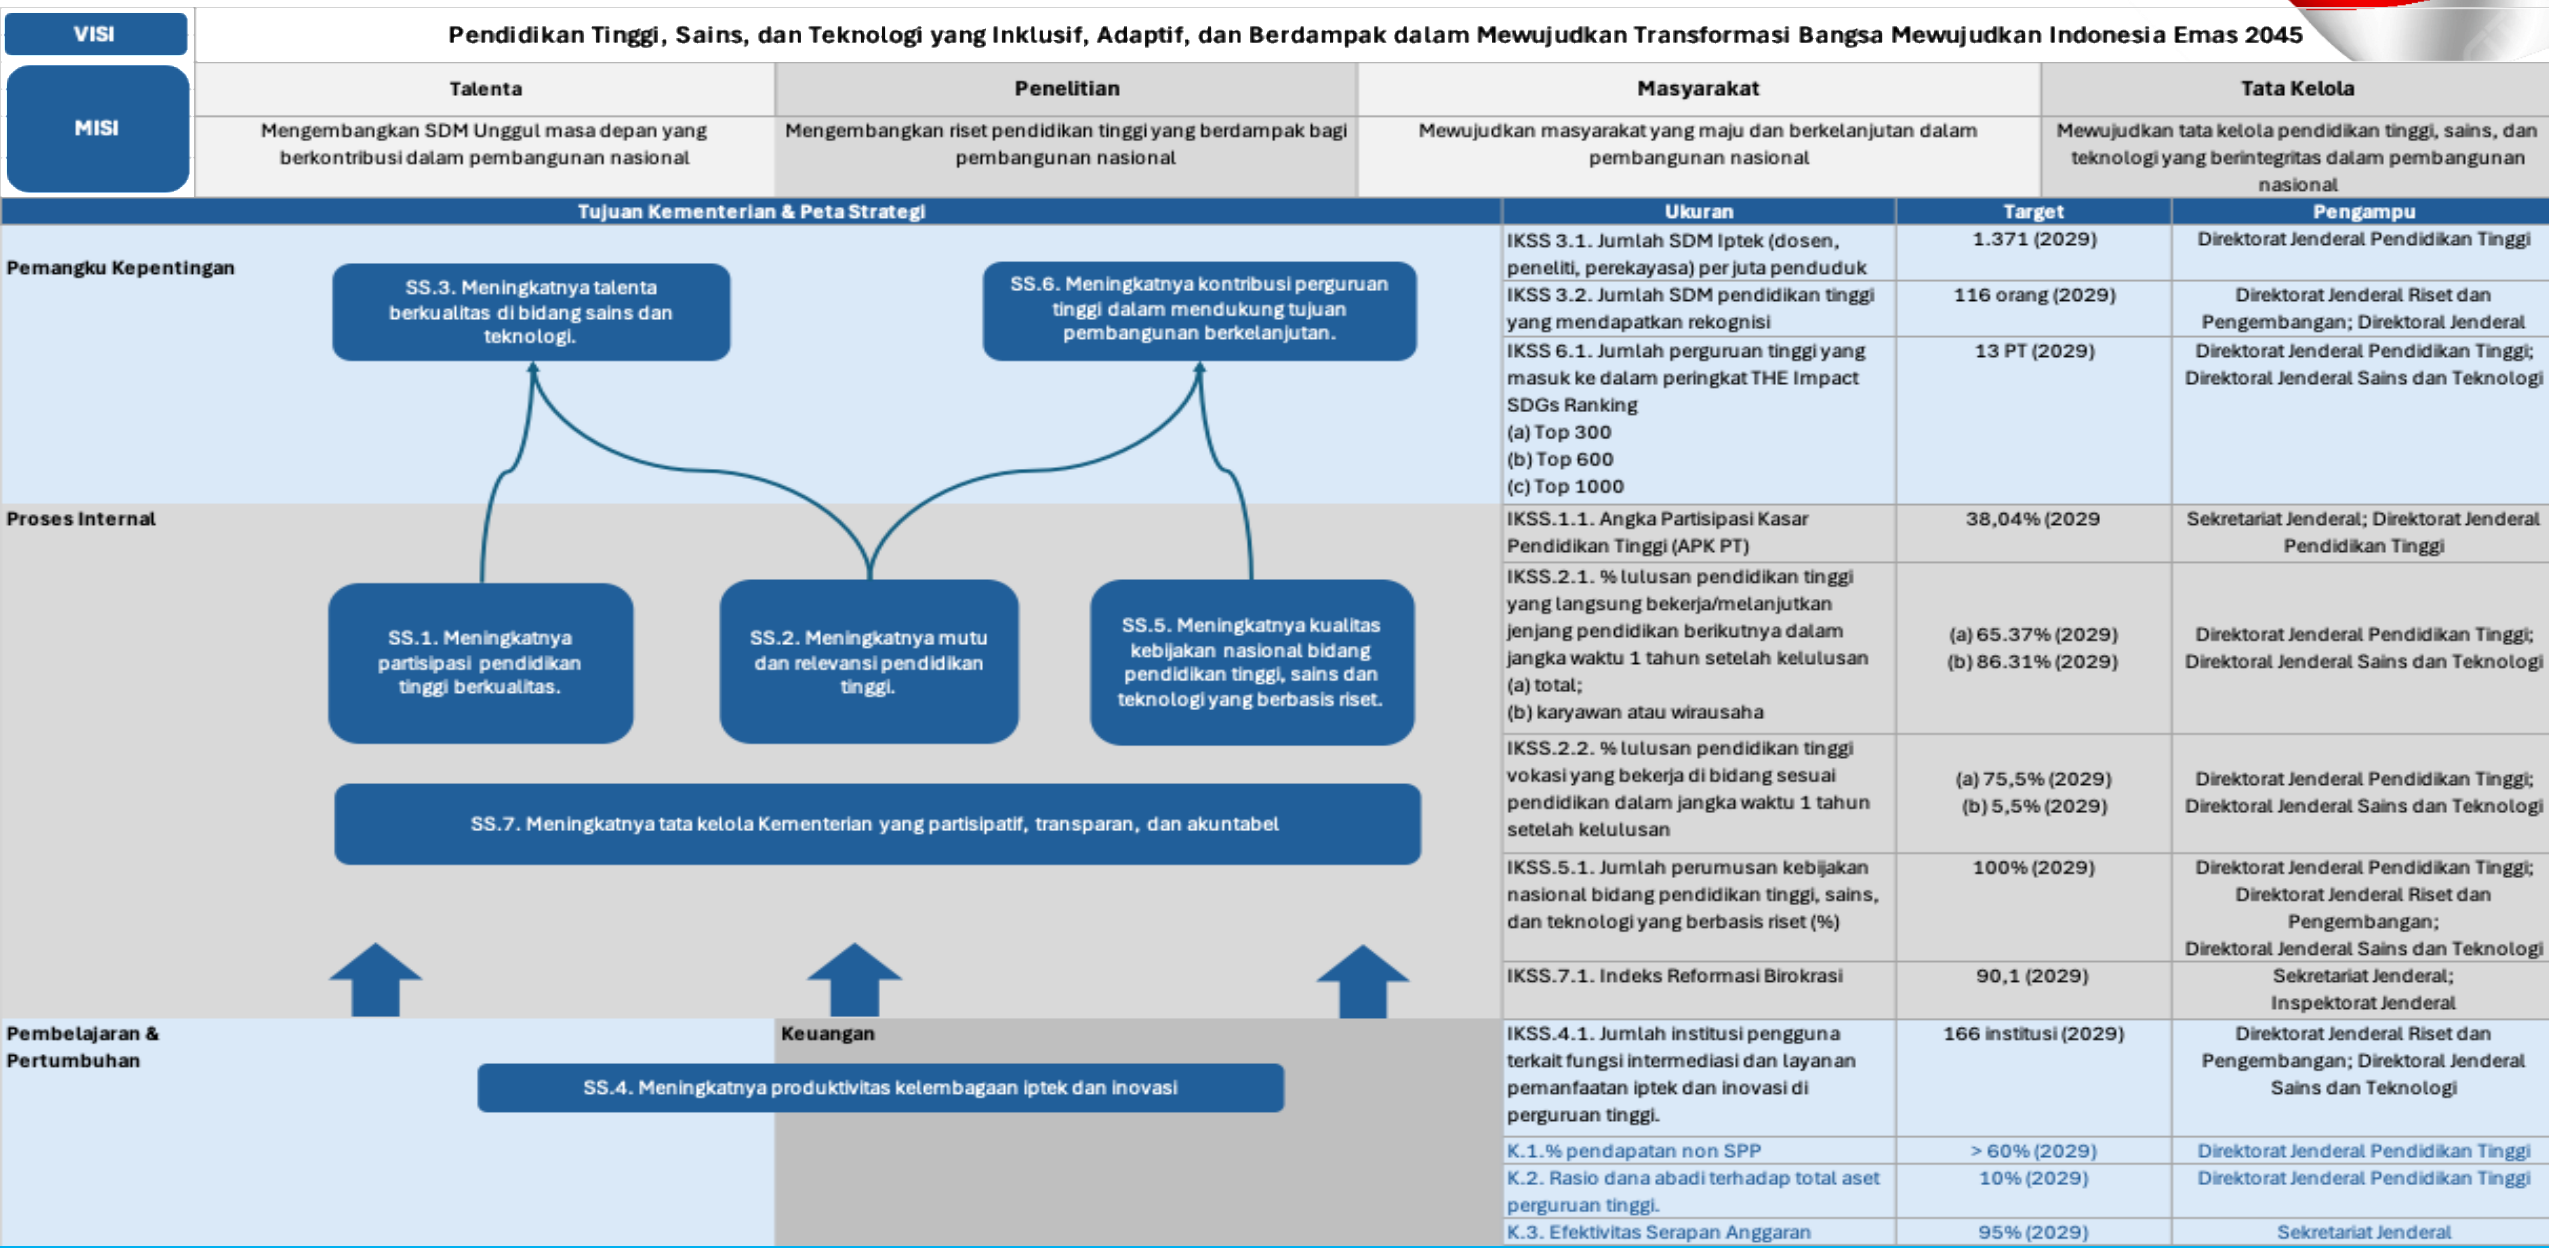 VISI
Pendidikan Tinggi, Sains, dan Teknologi yang Inklusif, Adaptif, dan Berdampak dalam Mewujudkan Transformasi Bangsa Mewujudkan Indonesia Emas 2045
MISI
Talenta
Mengembangkan SDM Unggul masa depan yang
berkontribusi dalam pembangunan nasional
Penelitian
Mengembangkan riset pendidikan tinggi yang berdampak bagi
pembangunan nasional
Masyarakat
Mewujudkan masyarakat yang maju dan berkelanjutan dalam
pembangunan nasional
Tata Kelola
Mewujudkan tata kelola pendidikan tinggi, sains, dan
teknologi yang berintegritas dalam pembangunan
nasional
Tujuan Kementerian & Peta Strategi
Ukuran
Target
Pengampu
Pemangku Kepentingan
SS.3. Meningkatnya talenta
berkualitas di bidang sains dan
teknologi.
SS.6. Meningkatnya kontribusi perguruan
tinggi dalam mendukung tujuan
pembangunan berkelanjutan.
IKSS 3.1. Jumlah SDM Iptek (dosen,
peneliti, perekayasa) per juta penduduk
1.371 (2029)
Direktorat Jenderal Pendidikan Tinggi
IKSS 3.2. Jumlah SDM pendidikan tinggi
yang mendapatkan rekognisi
116 orang (2029)
Direktorat Jenderal Riset dan
Pengembangan; Direktoral Jenderal
IKSS 6.1. Jumlah perguruan tinggi yang
masuk ke dalam peringkat THE Impact
SDGs Ranking
(a) Top 300
(b) Top 600
(c) Top 1000
13 PT (2029)
Direktorat Jenderal Pendidikan Tinggi;
Direktoral Jenderal Sains dan Teknologi
Proses Internal
SS.1. Meningkatnya
partisipasi pendidikan
tinggi berkualitas.
SS.2. Meningkatnya mutu
dan relevansi pendidikan
tinggi.
SS.5. Meningkatnya kualitas
kebijakan nasional bidang
pendidikan tinggi, sains dan
teknologi yang berbasis riset.
SS.7. Meningkatnya tata kelola Kementerian yang partisipatif, transparan, dan akuntabel
IKSS.1.1. Angka Partisipasi Kasar
Pendidikan Tinggi (APK PT)
38,04% (2029
Sekretariat Jenderal; Direktorat Jenderal
Pendidikan Tinggi
IKSS.2.1. % lulusan pendidikan tinggi
yang langsung bekerja/melanjutkan
jenjang pendidikan berikutnya dalam
jangka waktu 1 tahun setelah kelulusan
(a) total;
(b) karyawan atau wirausaha
(a) 65.37% (2029)
(b) 86.31% (2029)
Direktorat Jenderal Pendidikan Tinggi;
Direktoral Jenderal Sains dan Teknologi
IKSS.2.2. % lulusan pendidikan tinggi
vokasi yang bekerja di bidang sesuai
pendidikan dalam jangka waktu 1 tahun
setelah kelulusan
(a) 75,5% (2029)
(b) 5,5% (2029)
Direktorat Jenderal Pendidikan Tinggi;
Direktoral Jenderal Sains dan Teknologi
IKSS.5.1. Jumlah perumusan kebijakan
nasional bidang pendidikan tinggi, sains,
dan teknologi yang berbasis riset (%)
100% (2029)
Direktorat Jenderal Pendidikan Tinggi;
Direktorat Jenderal Riset dan
Pengembangan;
Direktoral Jenderal Sains dan Teknologi
IKSS.7.1. Indeks Reformasi Birokrasi
90,1 (2029)
Sekretariat Jenderal;
Inspektorat Jenderal
Pembelajaran &
Pertumbuhan
Keuangan
SS.4. Meningkatnya produktivitas kelembagaan iptek dan inovasi
IKSS.4.1. Jumlah institusi pengguna
terkait fungsi intermediasi dan layanan
pemanfaatan iptek dan inovasi di
perguruan tinggi.
166 institusi (2029)
Direktorat Jenderal Riset dan
Pengembangan; Direktoral Jenderal
Sains dan Teknologi
K.1.% pendapatan non SPP
> 60% (2029)
Direktorat Jenderal Pendidikan Tinggi
K.2. Rasio dana abadi terhadap total aset
perguruan tinggi.
10% (2029)
Direktorat Jenderal Pendidikan Tinggi
K.3. Efektivitas Serapan Anggaran
95% (2029)
Sekretariat Jenderal